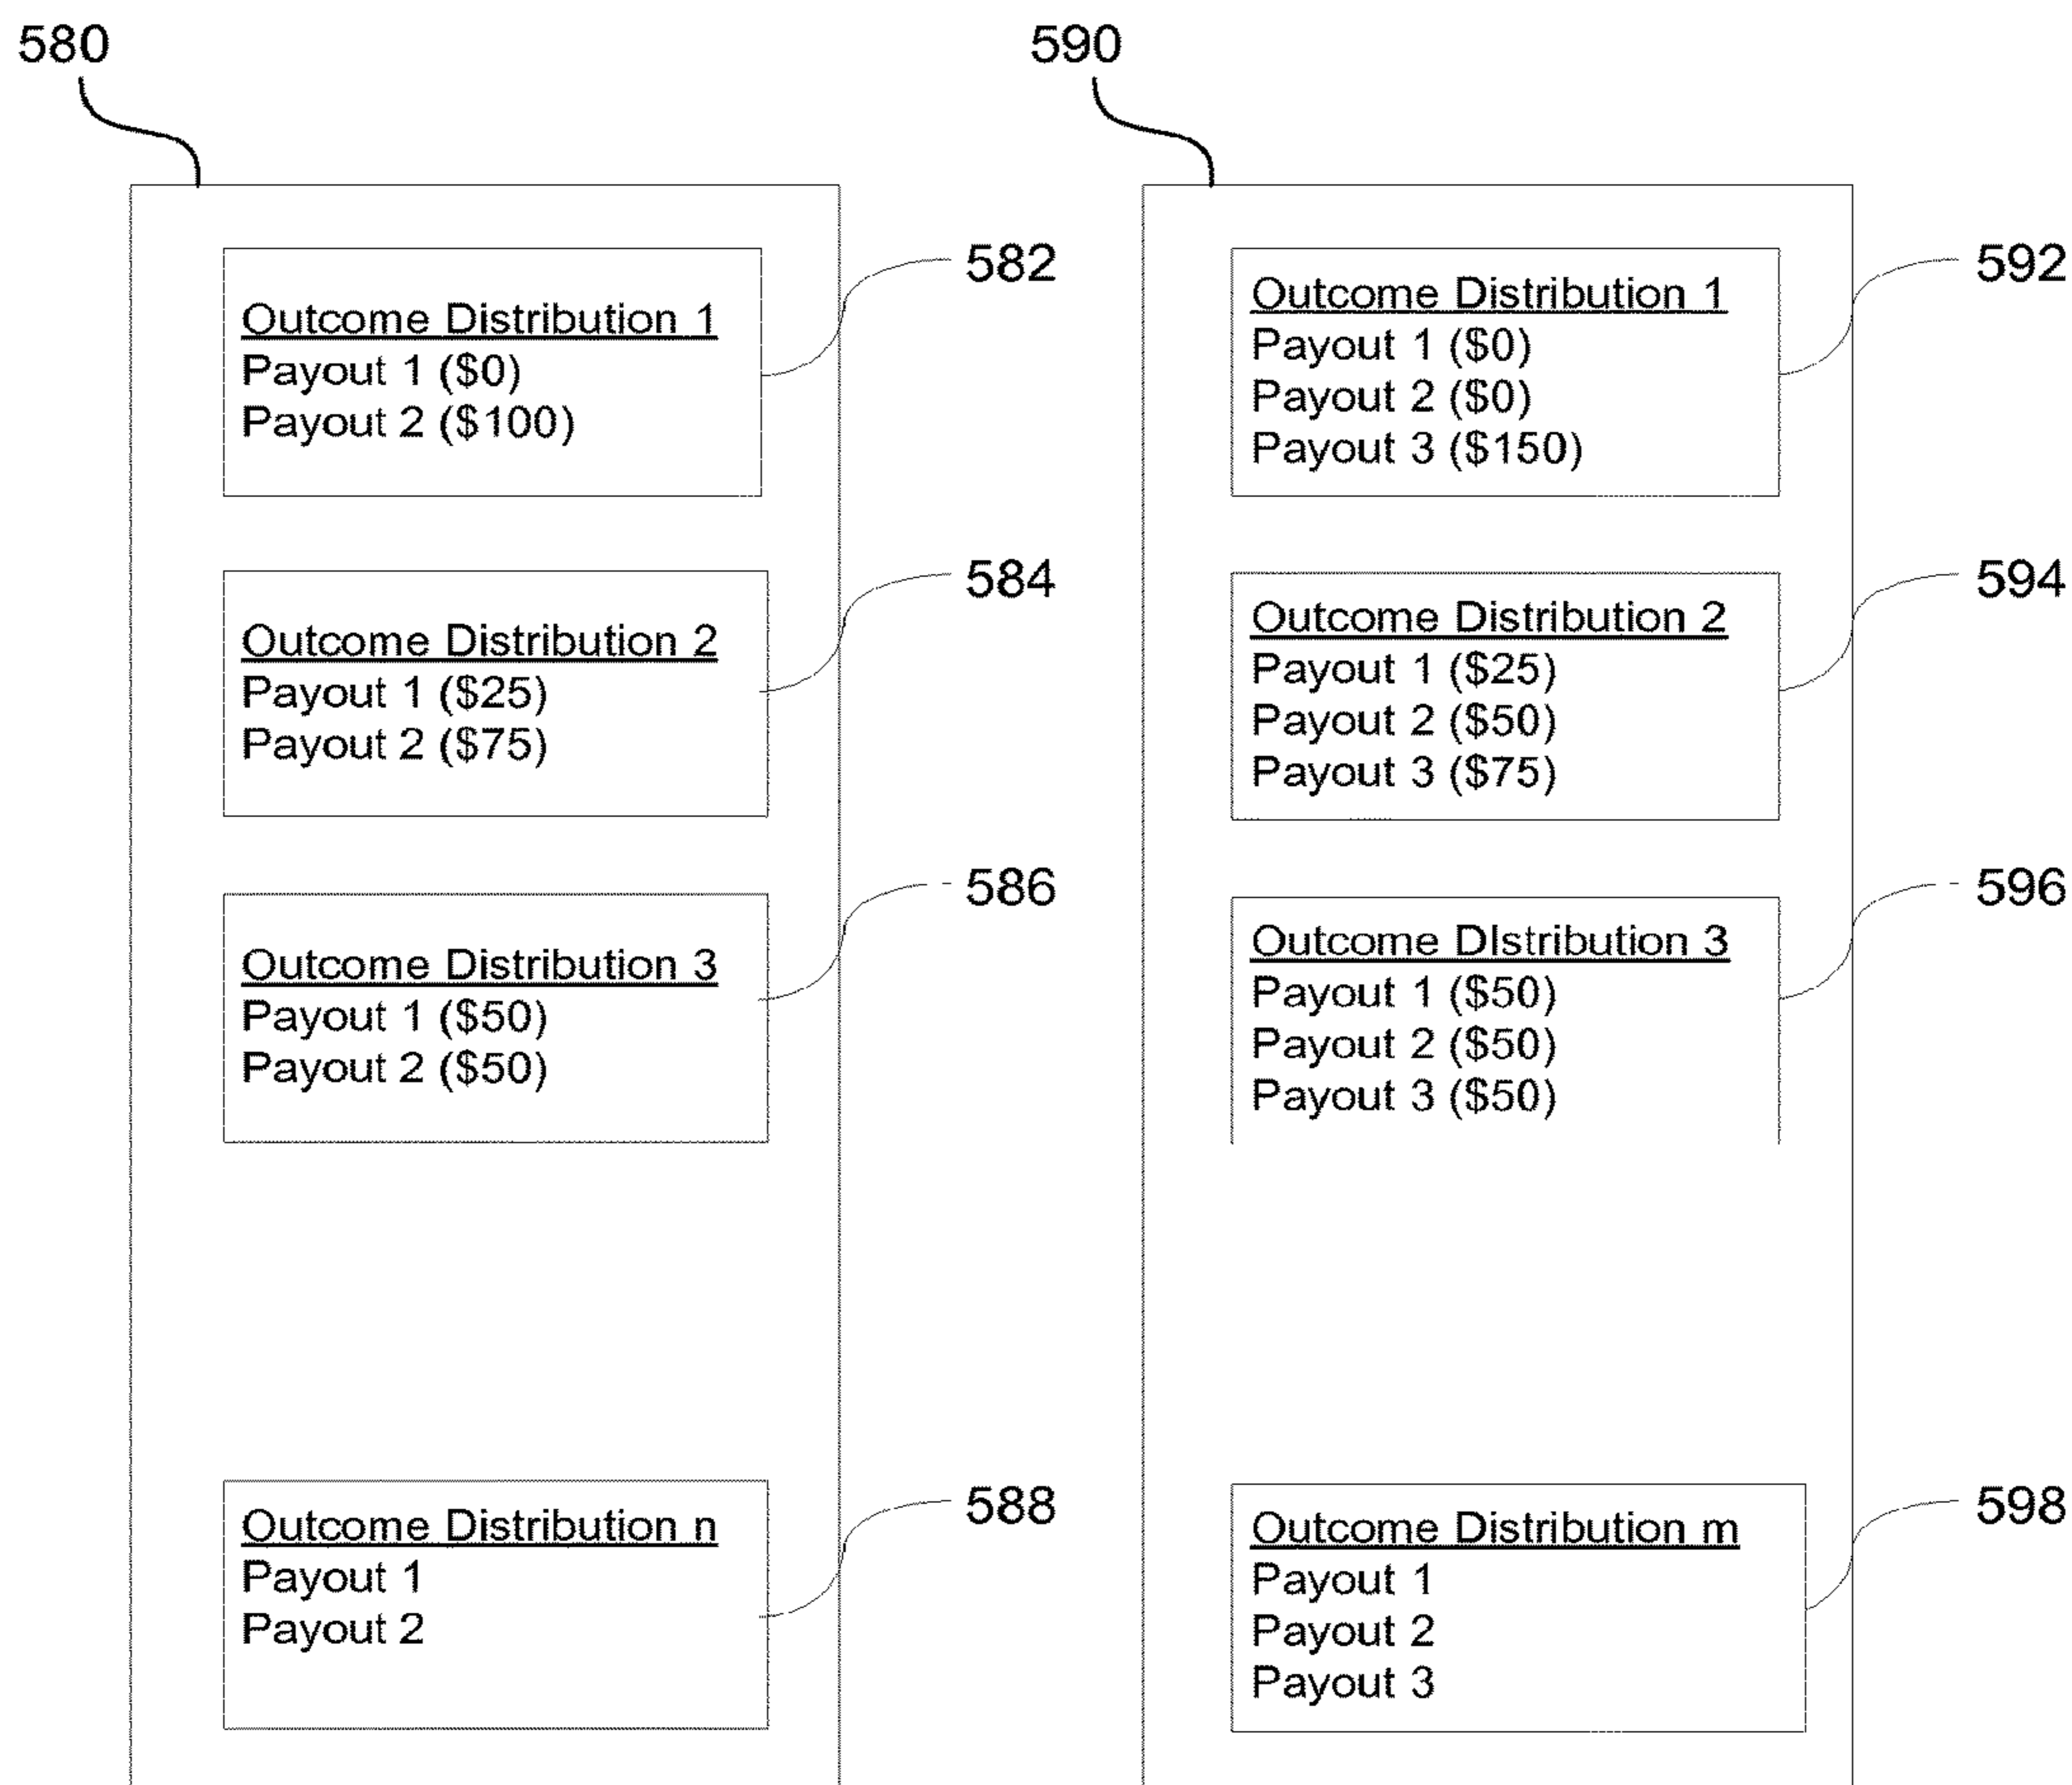 580
582
Outcome Distribution 1
Payout 1 ($0)
Payout 2 ($100)
584
Outcome Distribution 2
Payout 1 ($25)
Payout 2 ($75)
586
Outcome Distribution 3
Payout 1 ($50)
Payout 2 ($50)
588
Outcome Distribution n
Payout 1
Payout 2
590
592
Outcome Distribution 1
Payout 1 ($0)
Payout 2 ($0)
Payout 3 ($150)
594
Outcome Distribution 2
Payout 1 ($25)
Payout 2 ($50)
Payout 3 ($75)
596
Outcome DIstribution 3
Payout 1 ($50)
Payout 2 ($50)
Payout 3 ($50)
598
Outcome Distribution m
Payout 1
Payout 2
Payout 3